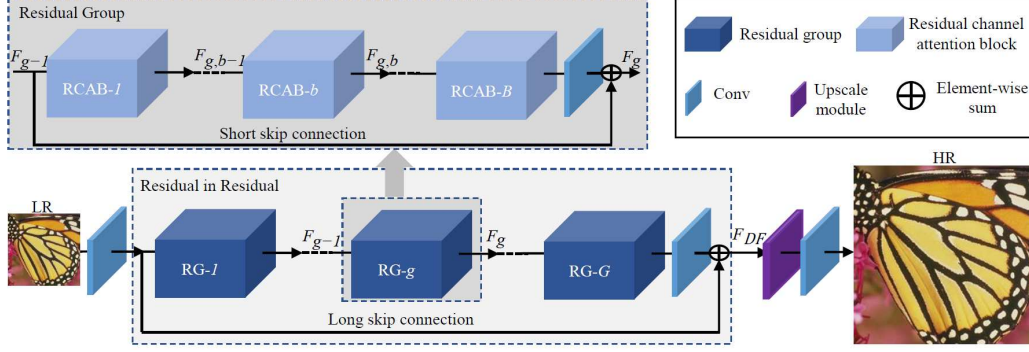 Residual Group
F_{g-1}
RCAB-1
F_{g,b-1}
RCAB-b
F_{g,b}
RCAB-B
F_g
Short skip connection
Residual group
Residual channel
attention block
Conv
Upscale
module
Element-wise
sum
LR
Residual in Residual
RG-1
F_{g-1}
RG-g
F_g
RG-G
F_{DF}
Long skip connection
HR